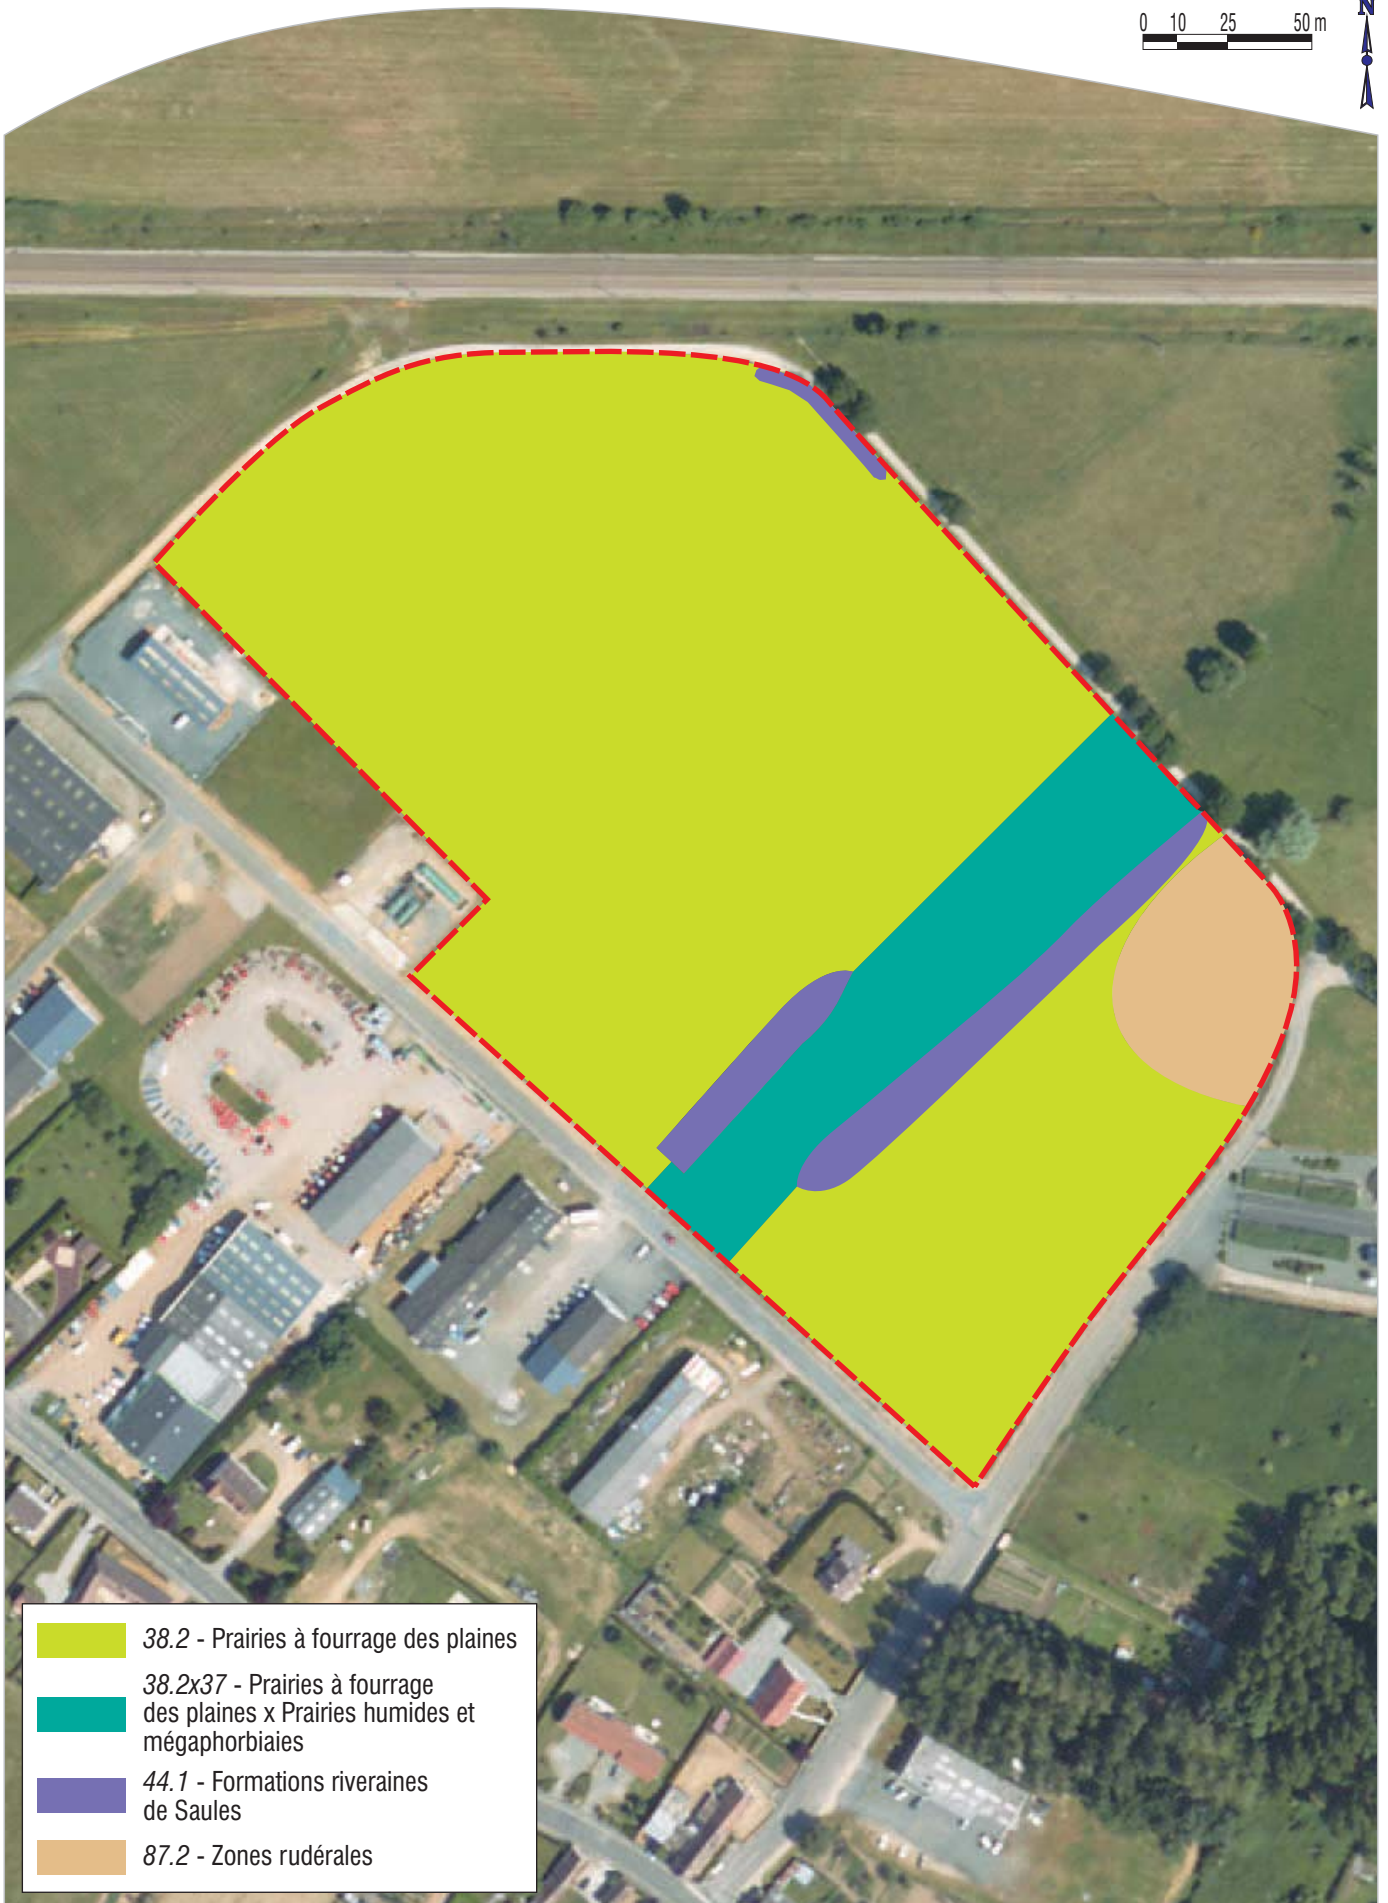 0 10 25 50 m
N
38.2 - Prairies à fourrage des plaines
38.2x37 - Prairies à fourrage
des plaines x Prairies humides et
mégaphorbiaies
44.1 - Formations riveraines
de Saules
87.2 - Zones rudérales